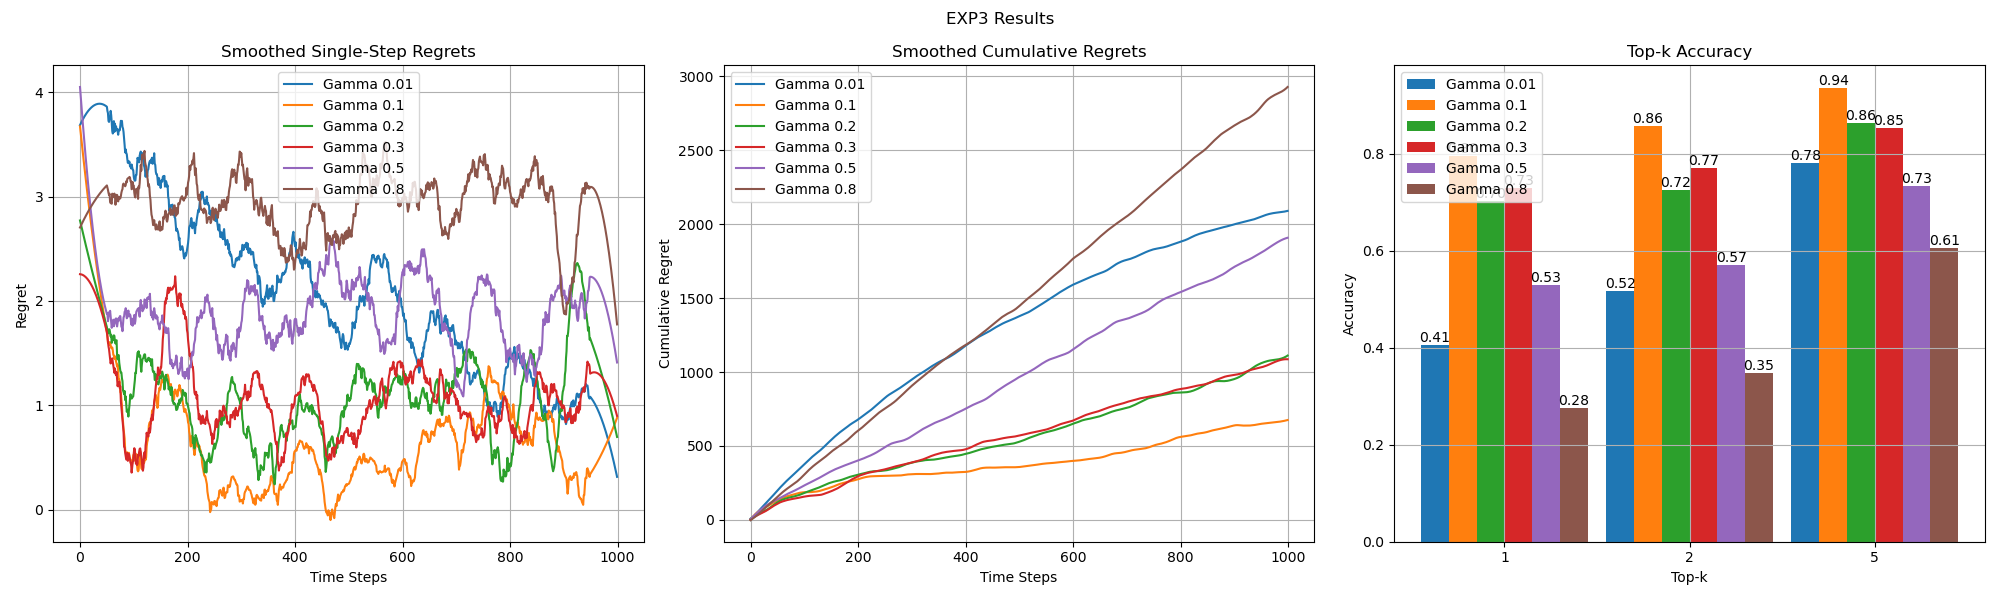 EXP3 Results
Smoothed Single-Step Regrets
Regret
4
3
2
1
0
0 200 400 600 800 1000
Time Steps
Gamma 0.01
Gamma 0.1
Gamma 0.2
Gamma 0.3
Gamma 0.5
Gamma 0.8
Smoothed Cumulative Regrets
Cumulative Regret
3000
2500
2000
1500
1000
500
0
0 200 400 600 800 1000
Time Steps
Gamma 0.01
Gamma 0.1
Gamma 0.2
Gamma 0.3
Gamma 0.5
Gamma 0.8
Top-k Accuracy
Accuracy
0.8
0.6
0.4
0.2
0.0
1 2 5
Top-k
Gamma 0.01
Gamma 0.1
Gamma 0.2
Gamma 0.3
Gamma 0.5
Gamma 0.8
0.41 0.73 0.53 0.28
0.52 0.86 0.72 0.77 0.57 0.35
0.78 0.94 0.86 0.85 0.73 0.61